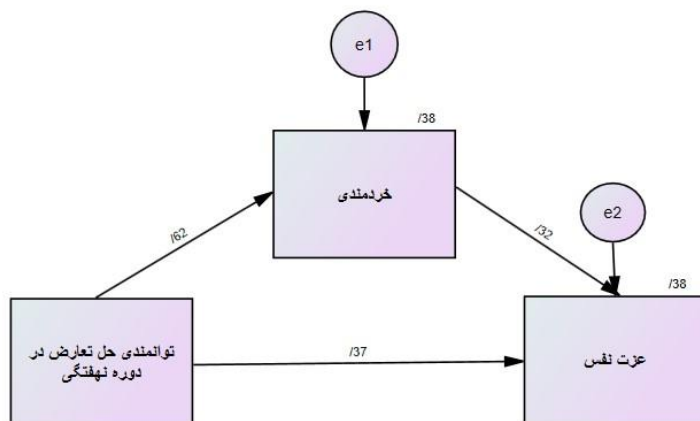 e1
/38
خردمندی
e2
/62
/32
/38
توانمندی حل تعارض در
دوره نهفتگی
/37
عزت نفس